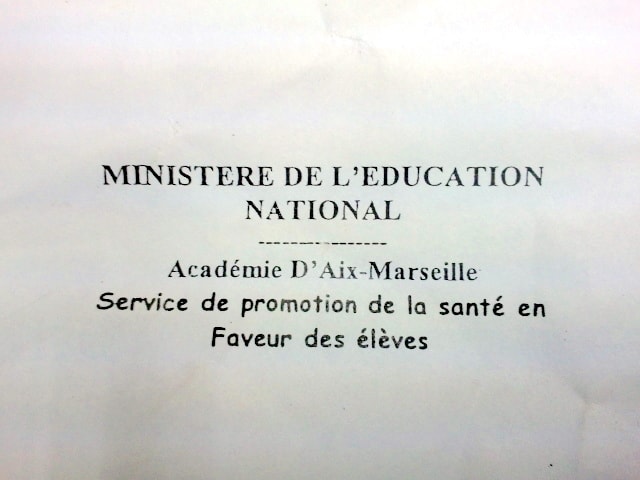 MINISTERE DE L'EDUCATION
NATIONAL
---------------
Académie D'Aix-Marseille
Service de promotion de la santé en
Faveur des élèves